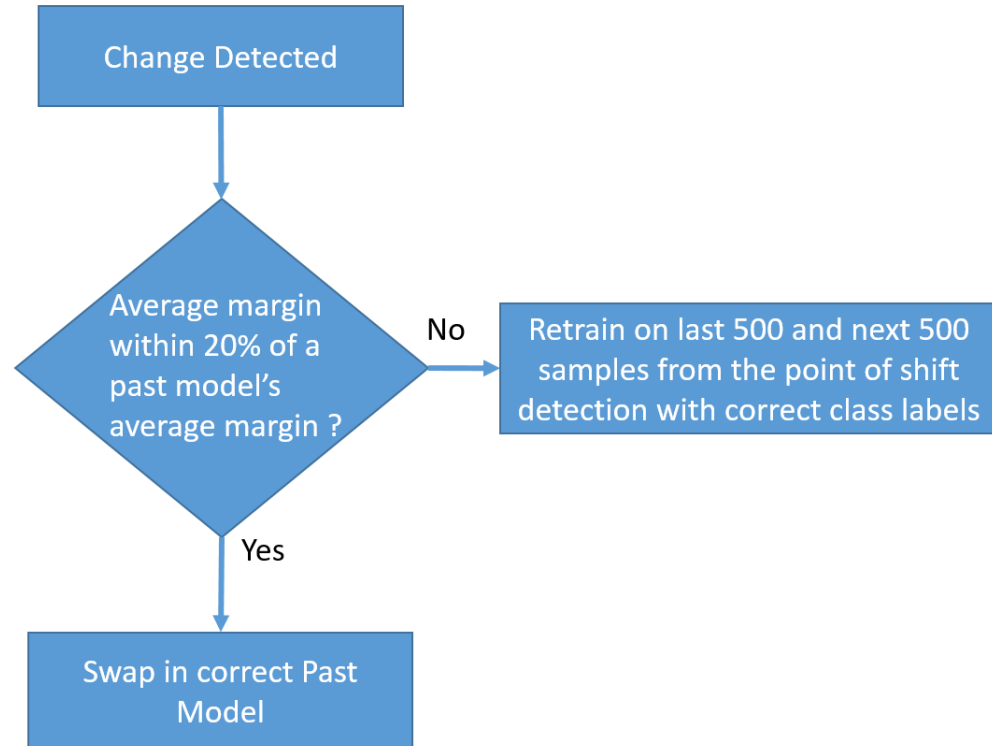 Change Detected
Average margin
within 20% of a
past model's
average margin ?
No
Retrain on last 500 and next 500
samples from the point of shift
detection with correct class labels
Yes
Swap in correct Past
Model